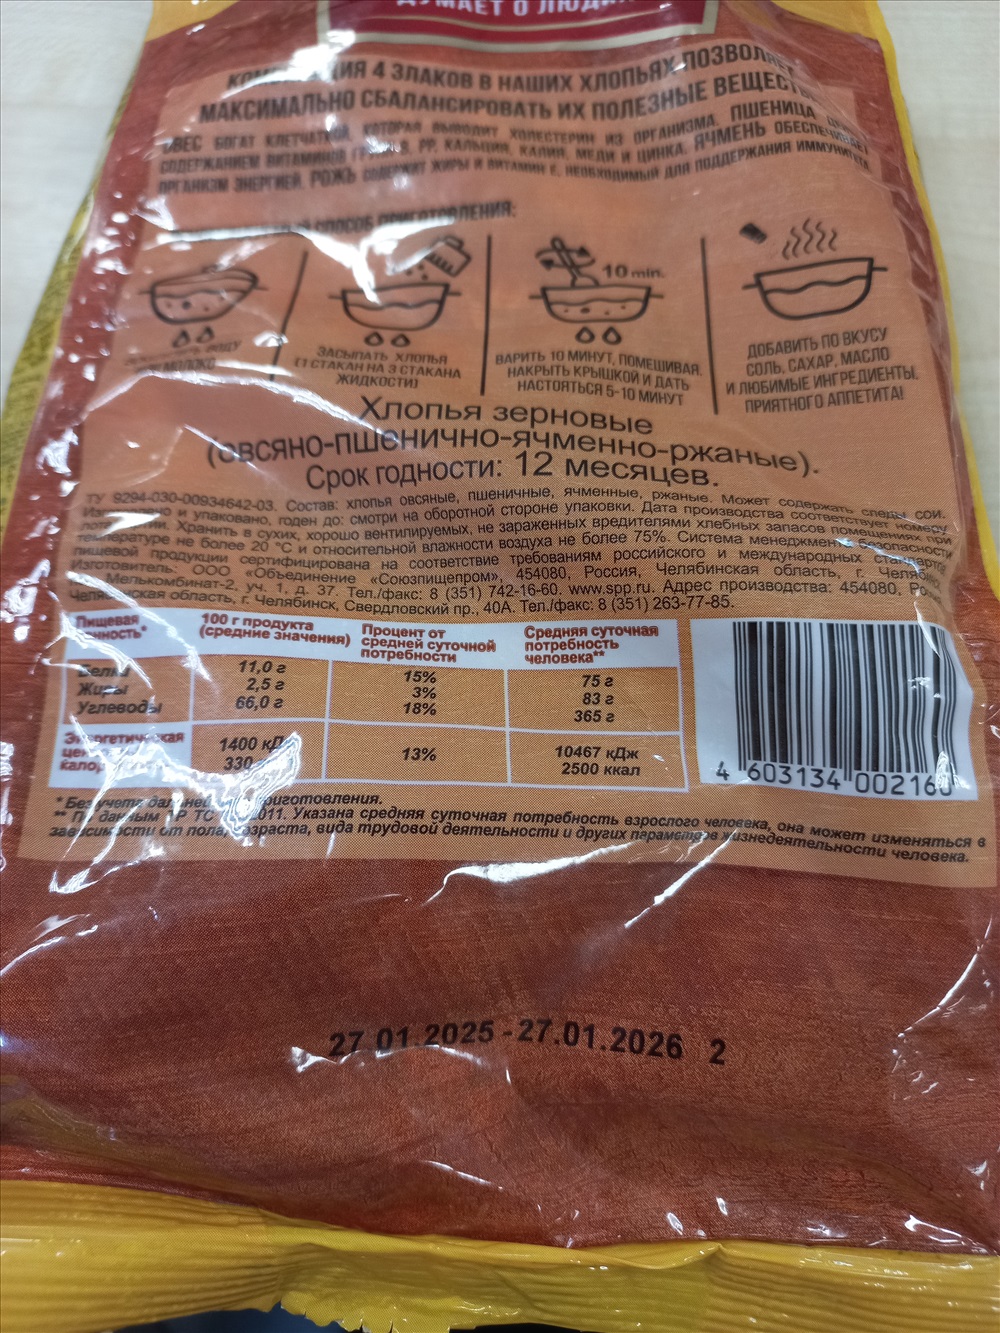 ДУМАЕТ О
4 ЗЛАКОВ В НАШИХ ХЛОПЬЯХ ПОЗВОЛЯЕТ
МАКСИМАЛЬНО СБАЛАНСИРОВАТЬ ИХ ПОЛЕЗНЫЕ ВЕЩЕСТВА
ОВЕС БОГАТ КЛЕТЧАТКОЙ, КОТОРАЯ ВЫВОДИТ ХОЛЕСТЕРИН ИЗ ОРГАНИЗМА. ПШЕНИЦА
СОДЕРЖАНИЕМ ВИТАМИНОВ РР, КАЛЬЦИЯ, КАЛИЯ, МЕДИ И ЦИНКА. ЯЧМЕНЬ ОБЕСПЕЧИВАЕТ
ОРГАНИЗМ ЭНЕРГИЕЙ. РОЖЬ СОДЕРЖИТ ЖИРЫ И ВИТАМИН Е, НЕОБХОДИМЫЙ ДЛЯ ПОДДЕРЖАНИЯ ИММУНИТЕТА
СПОСОБ ПРИГОТОВЛЕНИЯ:
10 min.
ВОДУ
МОЛОКО
ЗАСЫПАТЬ ХЛОПЬЯ
(1 СТАКАН НА 3 СТАКАНА
ЖИДКОСТИ)
ВАРИТЬ 10 МИНУТ, ПОМЕШИВАЯ.
НАКРЫТЬ КРЫШКОЙ И ДАТЬ
НАСТОЯТЬСЯ 5-10 МИНУТ
ДОБАВИТЬ ПО ВКУСУ
СОЛЬ, САХАР, МАСЛО
И ЛЮБИМЫЕ ИНГРЕДИЕНТЫ.
ПРИЯТНОГО АППЕТИТА!
Хлопья зерновые
(овсяно-пшенично-ячменно-ржаные).
Срок годности: 12 месяцев.
ТУ 9294-030-00934642-03. Состав: хлопья овсяные, пшеничные, ячменные, ржаные. Может содержать следы сои.
Изготовлено и упаковано, годен до: смотри на оборотной стороне упаковки. Дата производства соответствует номеру
Хранить в сухих, хорошо вентилируемых, не зараженных вредителями хлебных запасов помещениях при
температуре не более 20 °С и относительной влажности воздуха не более 75%. Система менеджмента безопасности
пищевой продукции сертифицирована на соответствие требованиям российского и международных стандартов
Изготовитель: ООО «Объединение «Союзпищепром», 454080, Россия, Челябинская область, г. Челябинск,
Мелькомбинат-2, уч. 1, д. 37. Тел./факс: 8 (351) 742-16-60. www.spp.ru. Адрес производства: 454080, Россия,
Челябинская область, г. Челябинск, Свердловский пр., 40А. Тел./факс: 8 (351) 263-77-85.
Пищевая ценность* 100 г продукта (средние значения) Процент от средней суточной потребности Средняя суточная потребность человека**
Белки 11,0 г 15% 75 г
Жиры 2,5 г 3% 83 г
Углеводы 66,0 г 18% 365 г
Энергетическая 1400 кДж 13% 10467 кДж
330 2500 ккал
4 603134 002160
* Без учета дальнейшего приготовления.
** По данным ТР ТС 2011. Указана средняя суточная потребность взрослого человека, она может изменяться в
зависимости от пола, возраста, вида трудовой деятельности и других параметров жизнедеятельности человека.
27.01.2025 - 27.01.2026 2